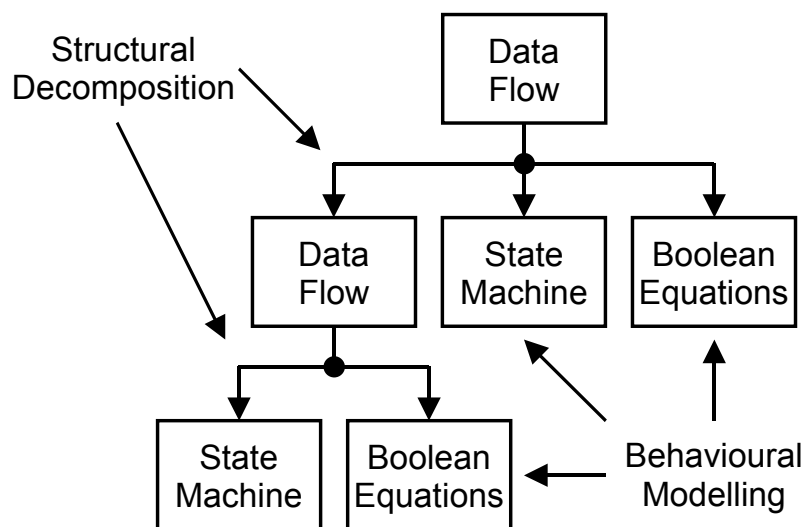 Structural
Decomposition
Data
Flow
Data
Flow
State
Machine
Boolean
Equations
State
Machine
Boolean
Equations
Behavioural
Modelling